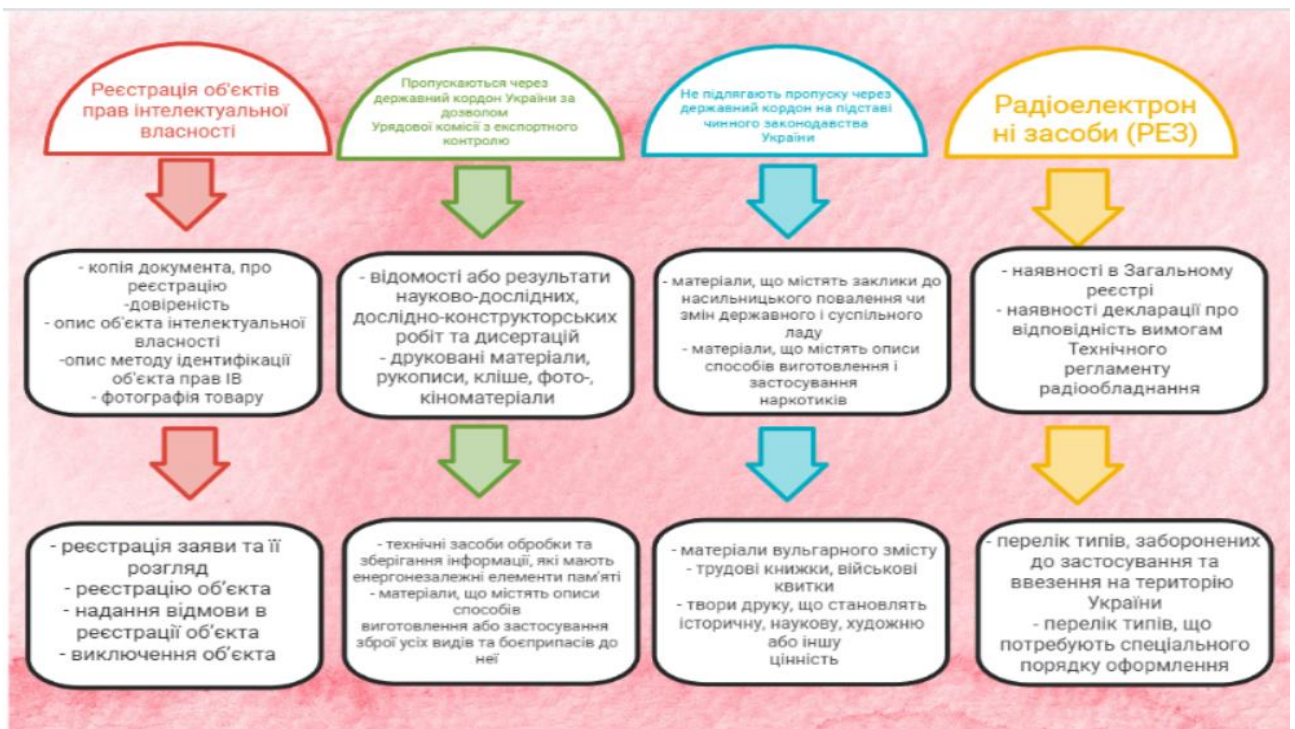 Реєстрація об'єктів
прав інтелектуальної
власності
Пропускаються через
державний кордон України за
дозволом
Урядової комісії з експортного
контролю
Не підлягають пропуску через
державний кордон на підставі
чинного законодавства
України
Радіоелектрон
ні засоби (РЕЗ)
- копія документа, про
реєстрацію
-довіреність
- опис об'єкта інтелектуальної
власності
-опис методу ідентифікації
об'єкта прав ІВ
- фотографія товару
- відомості або результати
науково-дослідних,
дослідно-конструкторських
робіт та дисертацій
- друковані матеріали,
рукописи, кліше, фото-,
кіноматеріали
- матеріали, що містять заклики до
насильницького повалення чи
змін державного і суспільного
ладу
- матеріали, що містять описи
способів виготовлення і
застосування
наркотиків
- наявності в Загальному
реєстрі
- наявності декларації про
відповідність вимогам
Технічного
регламенту
радіообладнання
- реєстрація заяви та її
розгляд
- реєстрацію об'єкта
- надання відмови в
реєстрації об'єкта
- виключення об'єкта
- технічні засоби обробки та
зберігання інформації, які мають
енергонезалежні елементи пам'яті
- матеріали, що містять описи
способів
виготовлення або застосування
зброї усіх видів та боєприпасів до
неї
- матеріали вульгарного змісту
- трудові книжки, військові
квитки
- твори друку, що становлять
історичну, наукову, художню
або іншу
цінність
- перелік типів, заборонених
до застосування та
ввезення на територію
України
- перелік типів, що
потребують спеціального
порядку оформлення